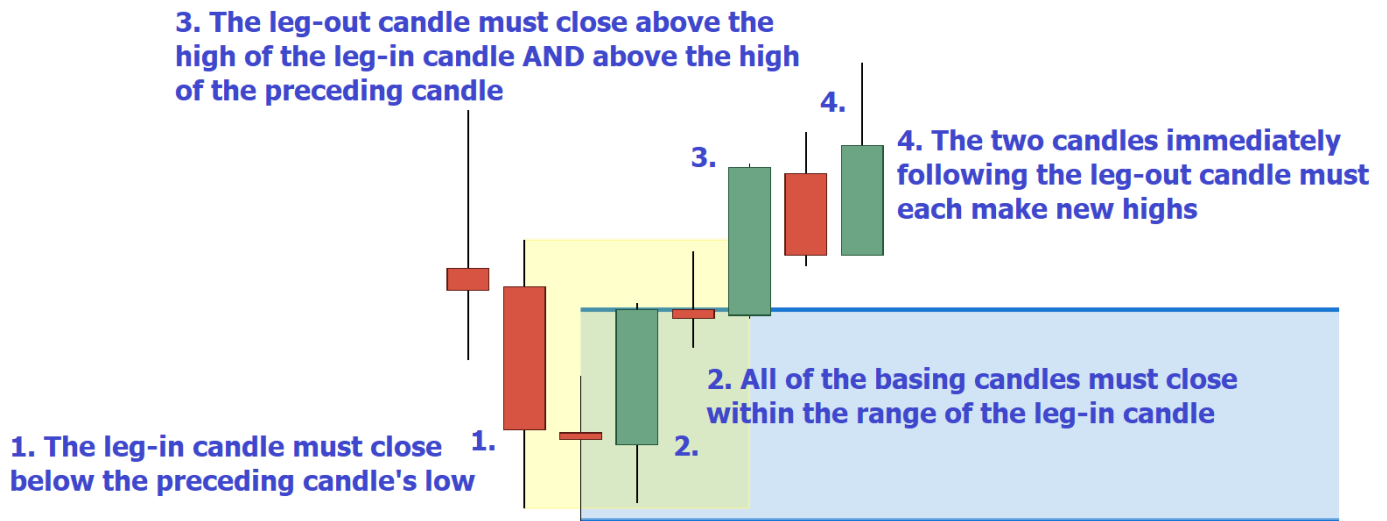 3. The leg-out candle must close above the
high of the leg-in candle AND above the high
of the preceding candle
4.
3.
4. The two candles immediately
following the leg-out candle must
each make new highs
2. All of the basing candles must close
within the range of the leg-in candle
1. The leg-in candle must close
below the preceding candle's low
1.
2.